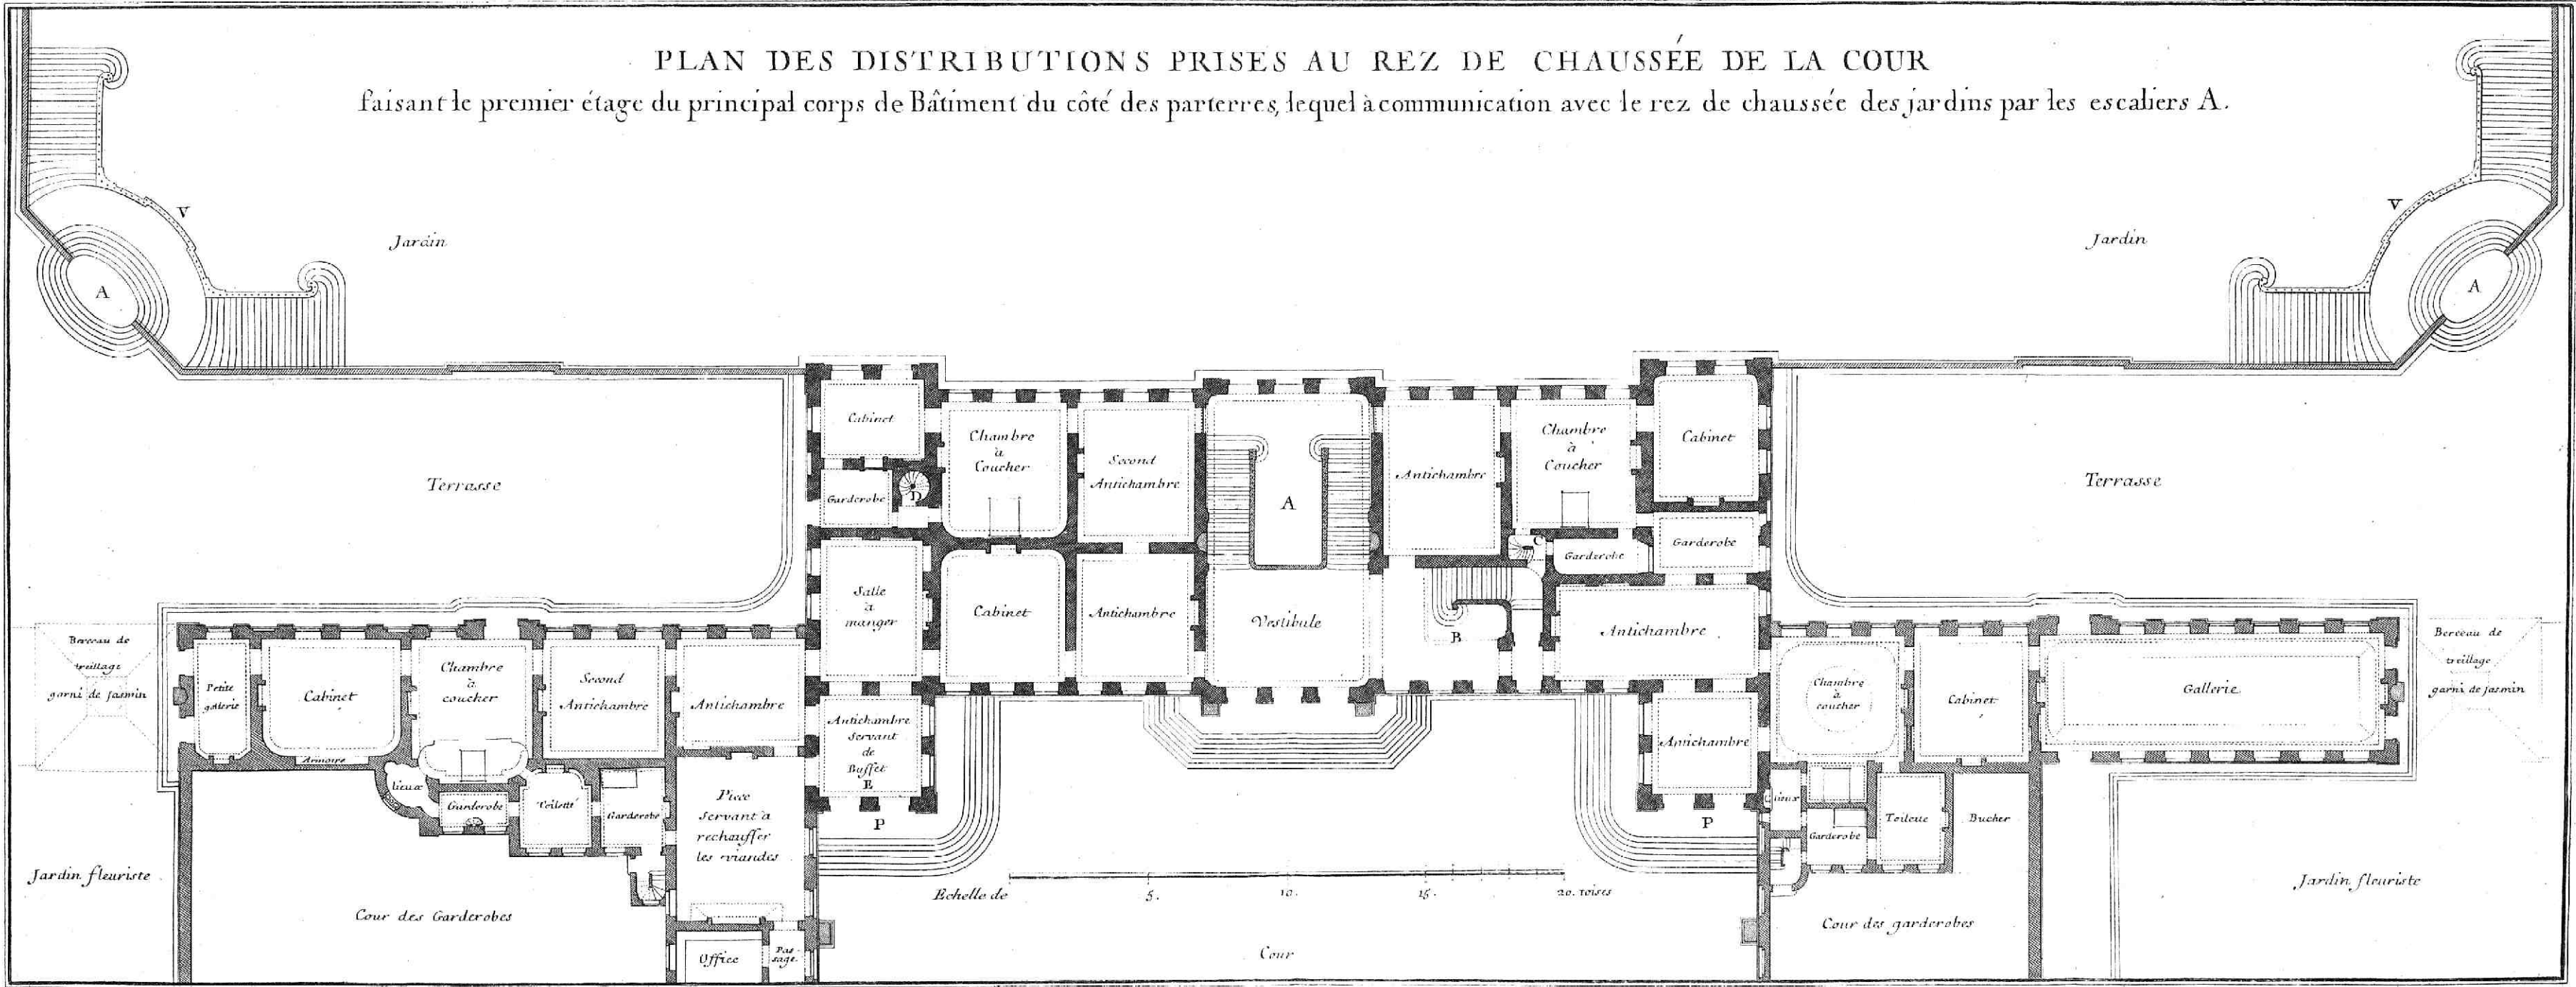 PLAN DES DISTRIBUTIONS PRISES AU REZ DE CHAUSSÉE DE LA COUR
faisant le premier étage du principal corps de Bâtiment du côté des parterres, lequel à communication avec le rez de chaussée des jardins par les escaliers A.
V
V
Jardin
Jardin
A
A
Terrasse
Cabinet
Garderobe
D
Chambre
à
Coucher
Second
Antichambre
A
Antichambre
Chambre
à
Coucher
Cabinet
C
Garderobe
Garderobe
Terrasse
Salle
à
manger
Cabinet
Antichambre
Vestibule
B
Antichambre
Berceau de
treillage
garni de Jasmin
Petite
gallerie
Cabinet
Armoire
Chambre
à
coucher
Second
Antichambre
Antichambre
Antichambre
Servant
de
Buffet
E
P
Antichambre
P
Chambre
à
coucher
Cabinet
Gallerie
Berceau de
treillage
garni de Jasmin
lieux
Garderobe
Toilette
Garderobe
Piece
Servant à
rechauffer
les viandes
Lieux
Garderobe
Toilette
Bucher
Jardin fleuriste
Cour des Garderobes
Office
Pas
sage
Echelle de
5.
10.
15.
20. toises
Cour
Cour des garderobes
Jardin fleuriste